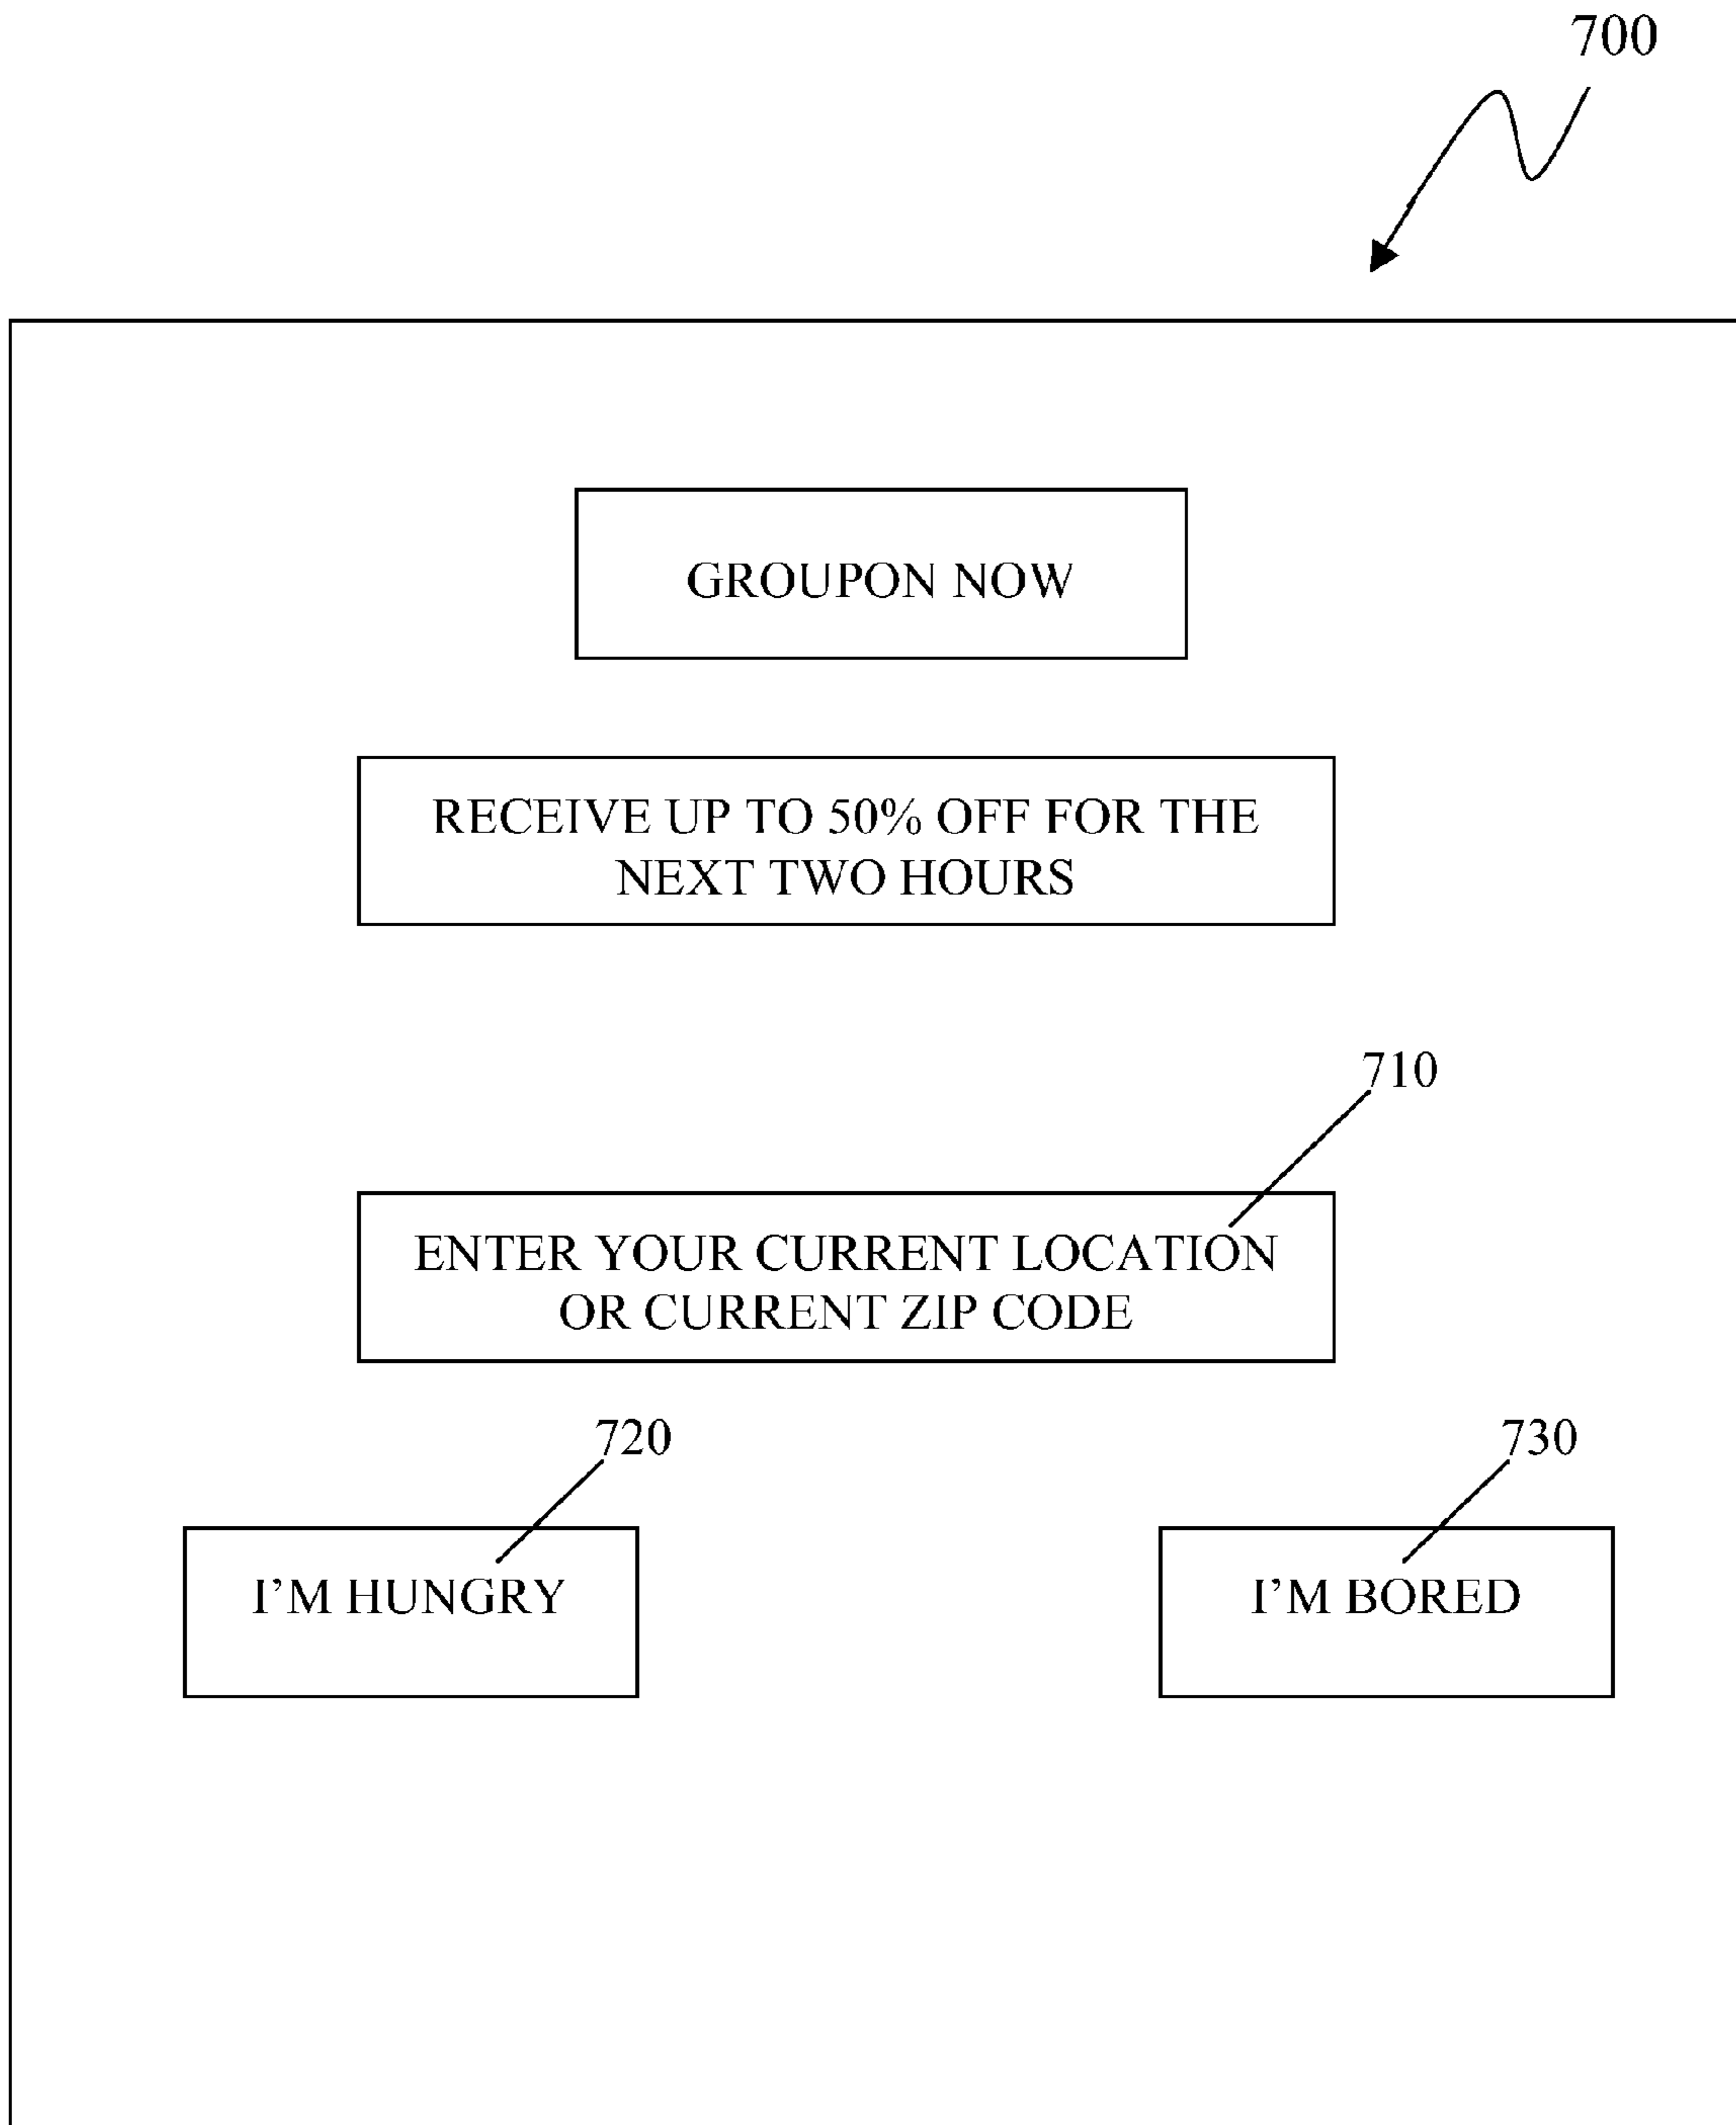 700
GROUPON NOW
RECEIVE UP TO 50% OFF FOR THE
NEXT TWO HOURS
710
ENTER YOUR CURRENT LOCATION
OR CURRENT ZIP CODE
720
730
I’M HUNGRY
I’M BORED